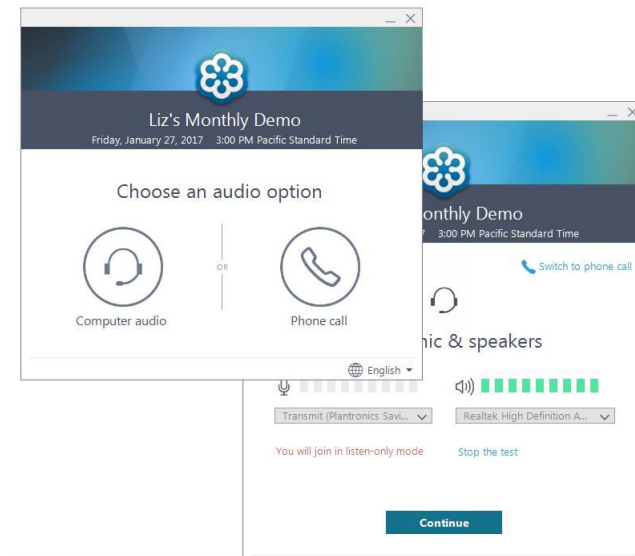 Liz's Monthly Demo
Friday, January 27, 2017 3:00 PM Pacific Standard Time
Choose an audio option
OR
Computer audio
Phone call
English
onthly Demo
3:00 PM Pacific Standard Time
Switch to phone call
ic & speakers
Transmit (Plantronics Savi...
Realtek High Definition A...
You will join in listen-only mode
Stop the test
Continue